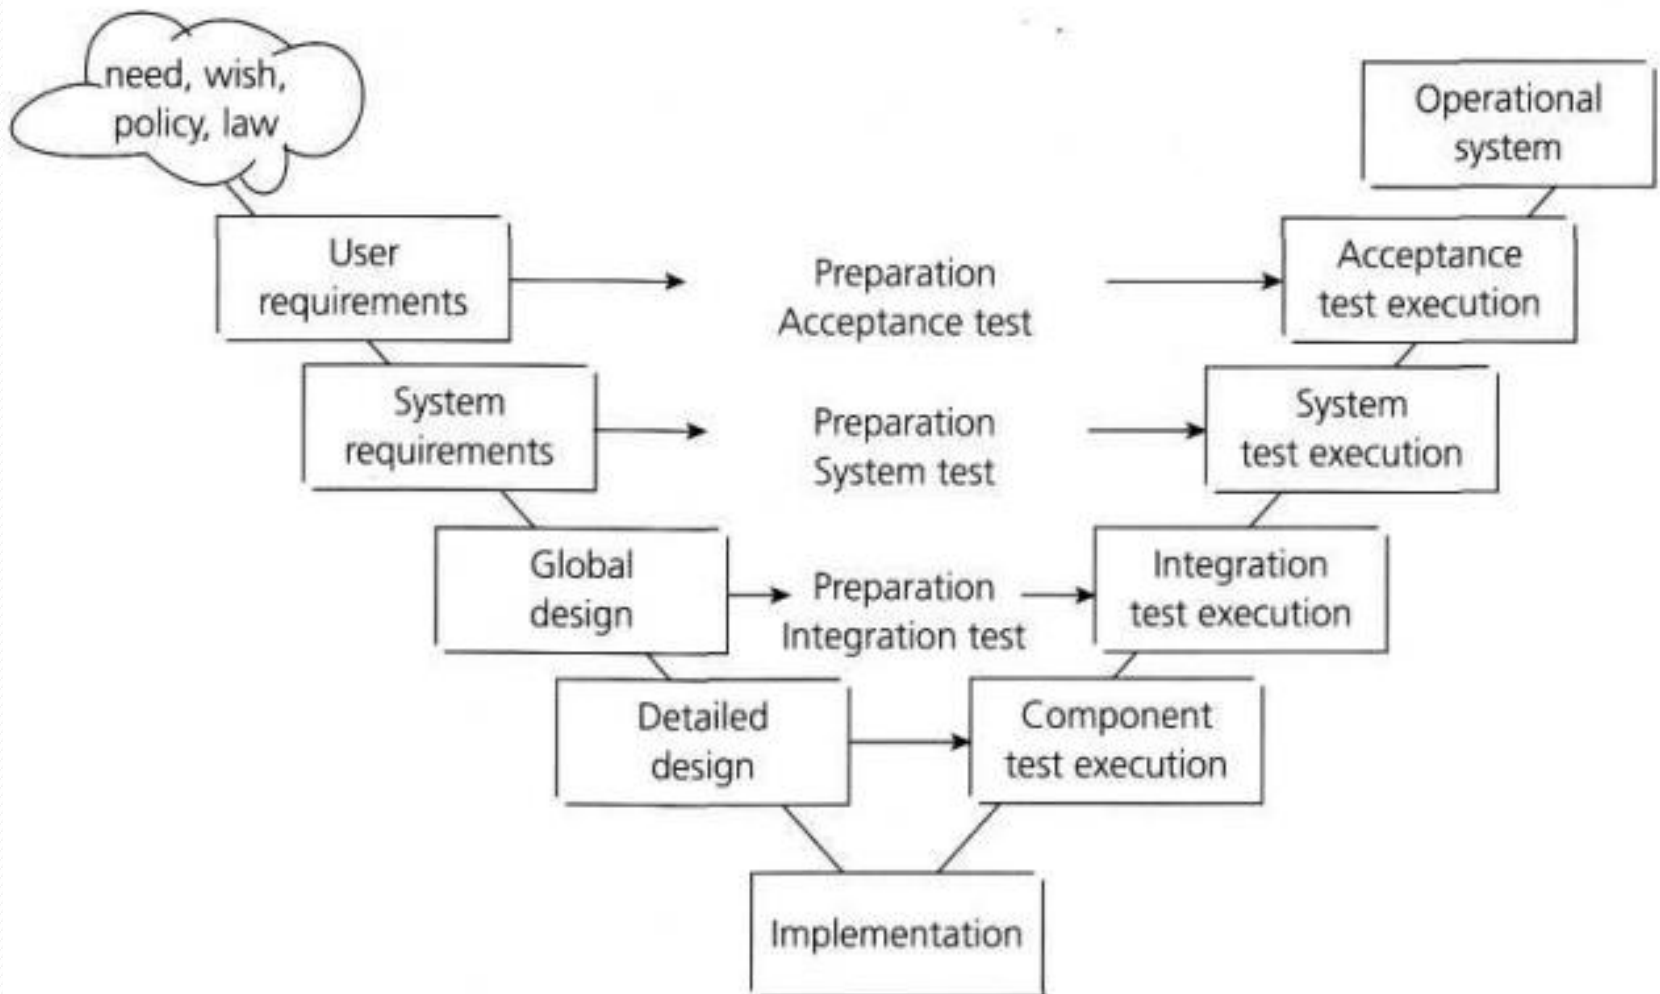 need, wish,
policy, law
Operational
system
User
requirements
Preparation
Acceptance test
Acceptance
test execution
System
requirements
Preparation
System test
System
test execution
Global
design
Preparation
Integration test
Integration
test execution
Detailed
design
Component
test execution
Implementation